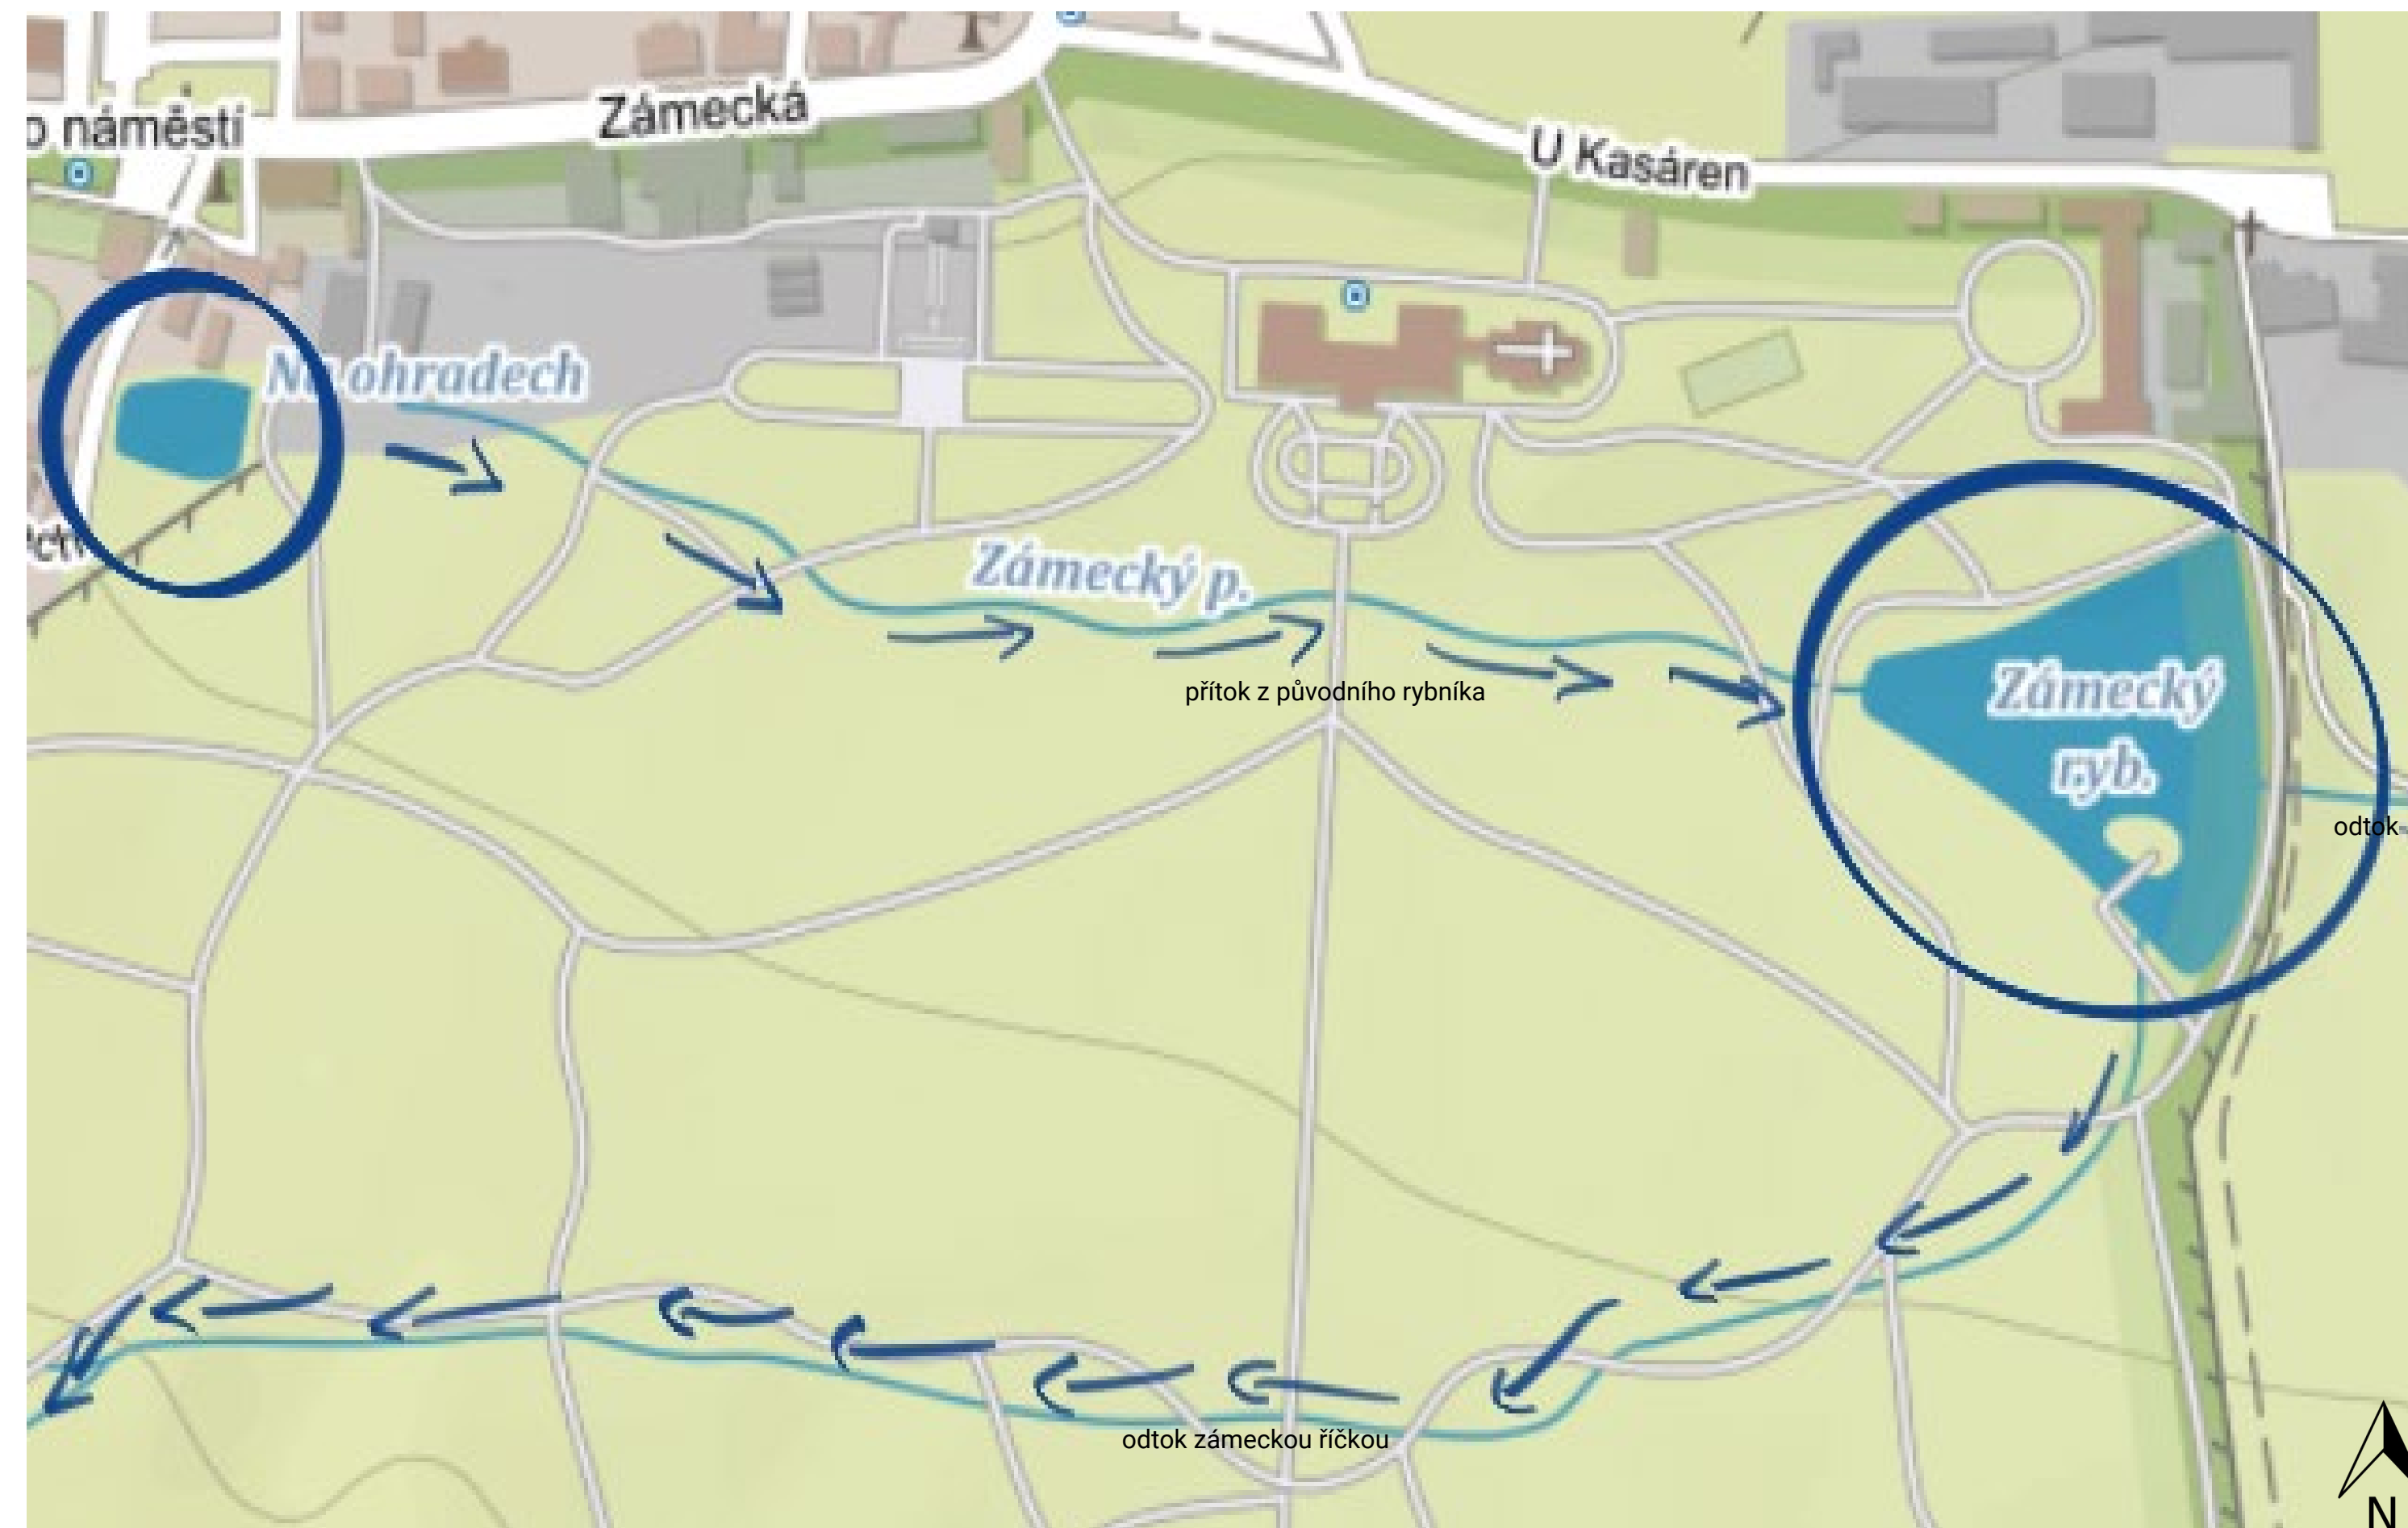 o náměstí
Zámecká
U Kasáren
Na ohradech
Zámecký p.
přítok z původního rybníka
Zámecký
ryb.
odtok
odtok zámeckou říčkou
N